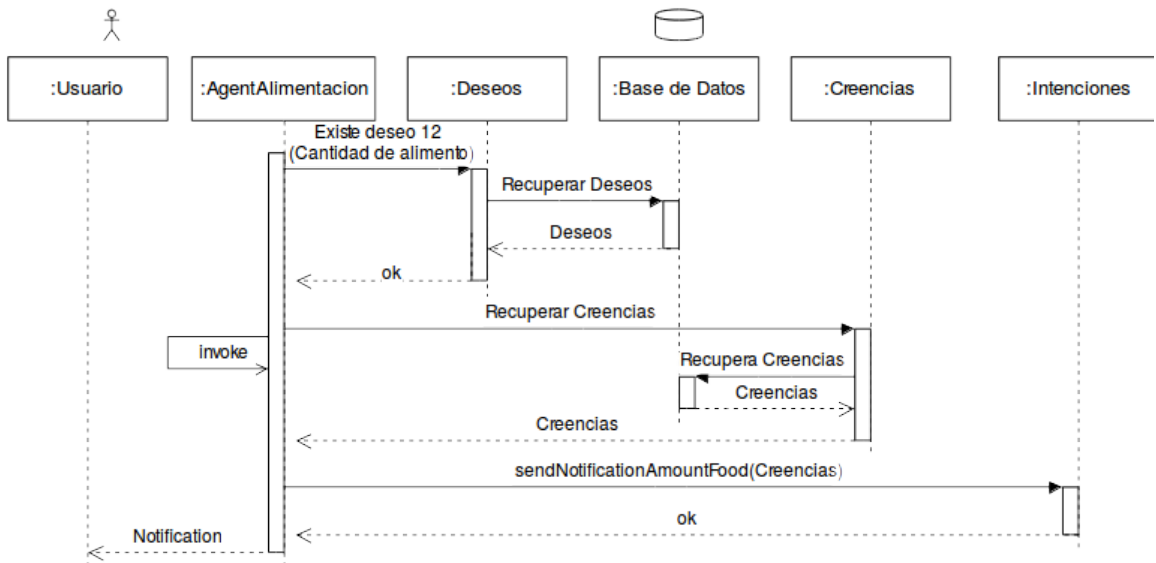 :Usuario
:AgentAlimentacion
:Deseos
:Base de Datos
:Creencias
:Intenciones
Existe deseo 12
(Cantidad de alimento)
Recuperar Deseos
Deseos
ok
Recuperar Creencias
invoke
Recupera Creencias
Creencias
Creencias
sendNotificationAmountFood(Creencias)
ok
Notification